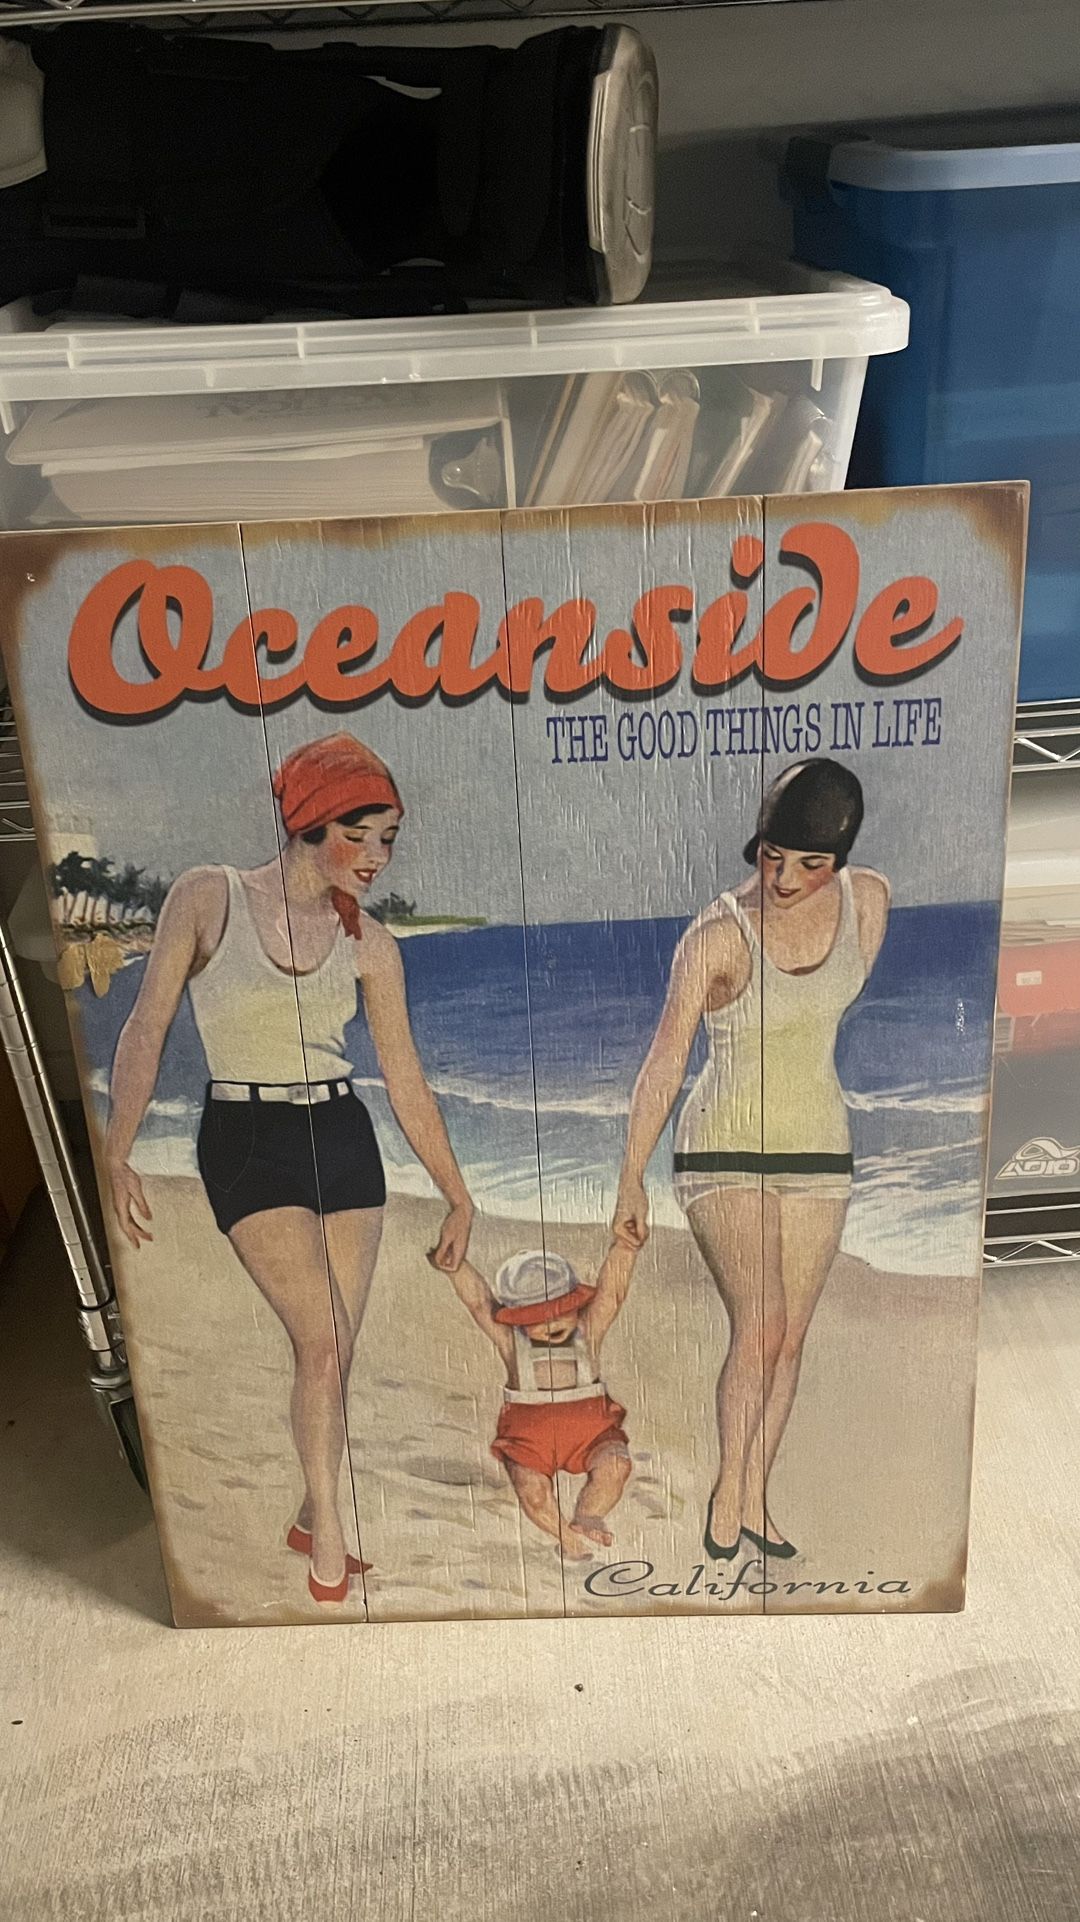 Oceanside
THE GOOD THINGS IN LIFE
California